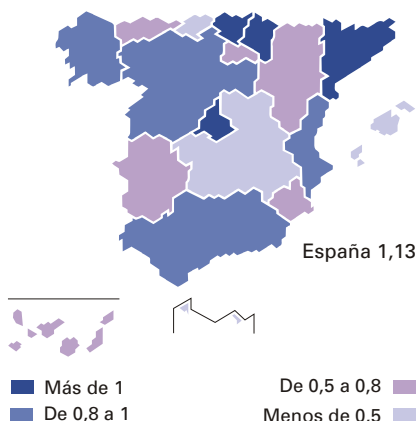 España 1,13
Más de 1
De 0,8 a 1
De 0,5 a 0,8
Menos de 0,5